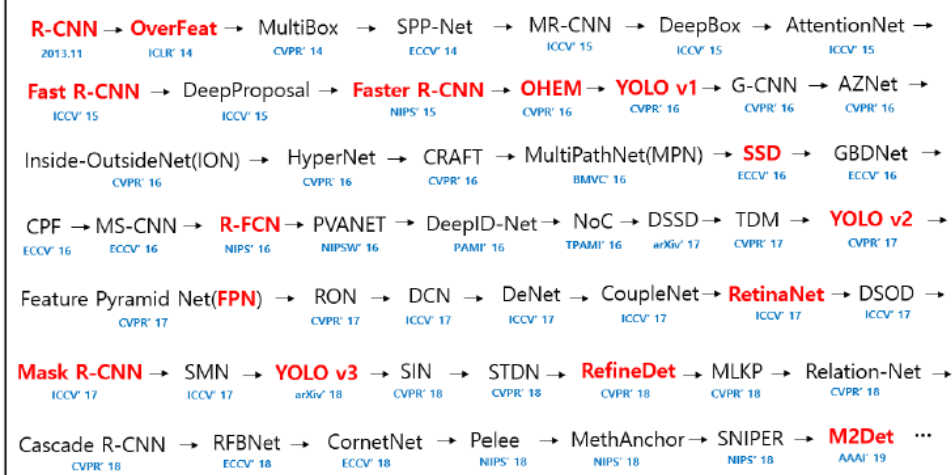 R-CNN → OverFeat → MultiBox → SPP-Net → MR-CNN → DeepBox → AttentionNet →
2013.11 ICLR' 14 CVPR' 14 ECCV' 14 ICCV' 15 ICCV' 15 ICCV' 15
Fast R-CNN → DeepProposal → Faster R-CNN → OHEM → YOLO v1 → G-CNN → AZNet →
ICCV' 15 ICCV' 15 NIPS' 15 CVPR' 16 CVPR' 16 CVPR' 16 CVPR' 16
Inside-OutsideNet(ION) → HyperNet → CRAFT → MultiPathNet(MPN) → SSD → GBDNet →
CVPR' 16 CVPR' 16 CVPR' 16 BMVC' 16 ECCV' 16 ECCV' 16
CPF → MS-CNN → R-FCN → PVANET → DeepID-Net → NoC → DSSD → TDM → YOLO v2 →
ECCV' 16 ECCV' 16 NIPS' 16 NIPSW' 16 PAMI' 16 TPAMI' 16 arXiv' 17 CVPR' 17 CVPR' 17
Feature Pyramid Net(FPN) → RON → DCN → DeNet → CoupleNet → RetinaNet → DSOD →
CVPR' 17 CVPR' 17 ICCV' 17 ICCV' 17 ICCV' 17 ICCV' 17 ICCV' 17
Mask R-CNN → SMN → YOLO v3 → SIN → STDN → RefineDet → MLKP → Relation-Net →
ICCV' 17 ICCV' 17 arXiv' 18 CVPR' 18 CVPR' 18 CVPR' 18 CVPR' 18 CVPR' 18
Cascade R-CNN → RFBNet → CornetNet → Pelee → MethAnchor → SNIPER → M2Det ···
CVPR' 18 ECCV' 18 ECCV' 18 NIPS' 18 NIPS' 18 NIPS' 18 AAAI' 19